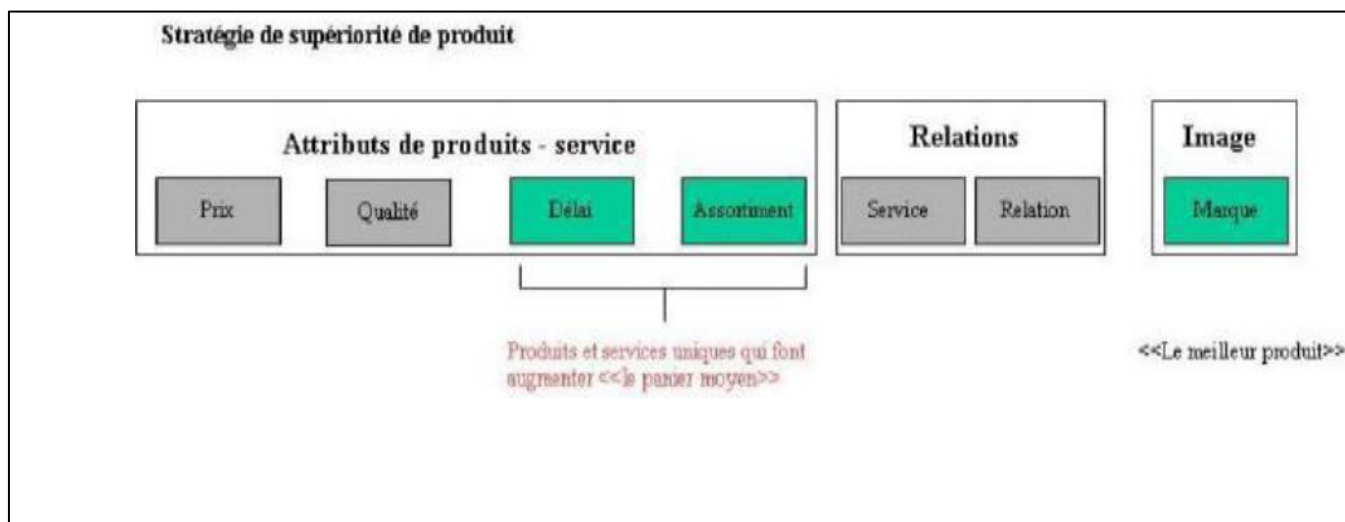 Stratégie de supériorité de produit
Attributs de produits - service
Relations
Image
Prix
Qualité
Délai
Assortiment
Service
Relation
Marque
Produits et services uniques qui font
augmenter <<le panier moyen>>
<<Le meilleur produit>>